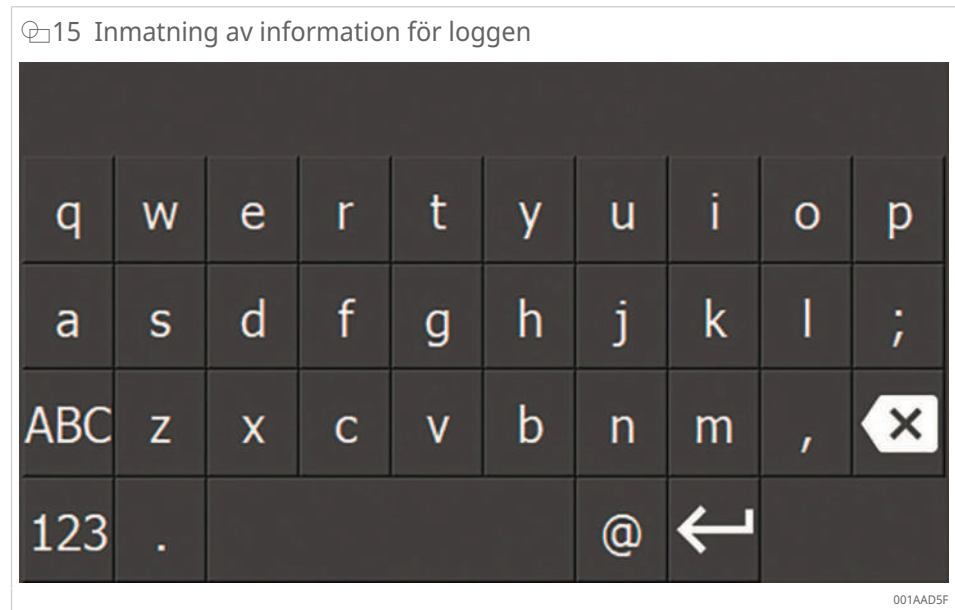 15 Inmatning av information för loggen
q w e r t y u i o p
a s d f g h j k l ;
ABC z x c v b n m ,
123 . @
001AAD5F